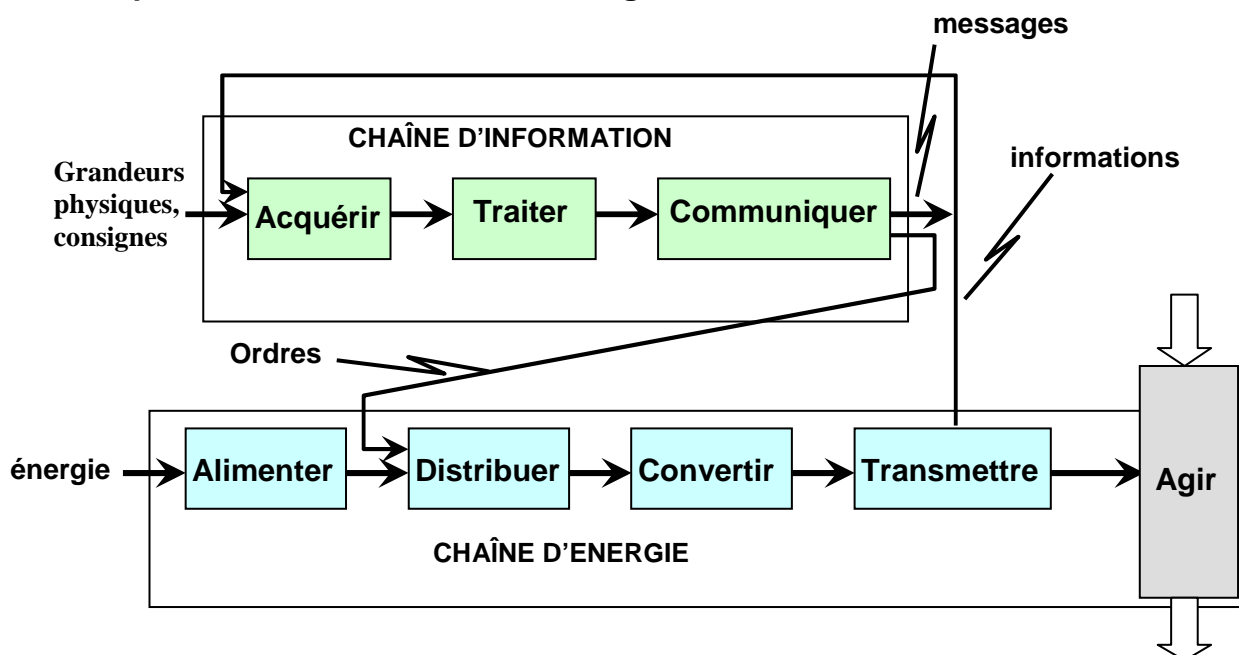 messages
CHAÎNE D'INFORMATION
informations
Grandeurs
physiques,
consignes
Acquérir
Traiter
Communiquer
Ordres
énergie
Alimenter
Distribuer
Convertir
Transmettre
Agir
CHAÎNE D'ENERGIE